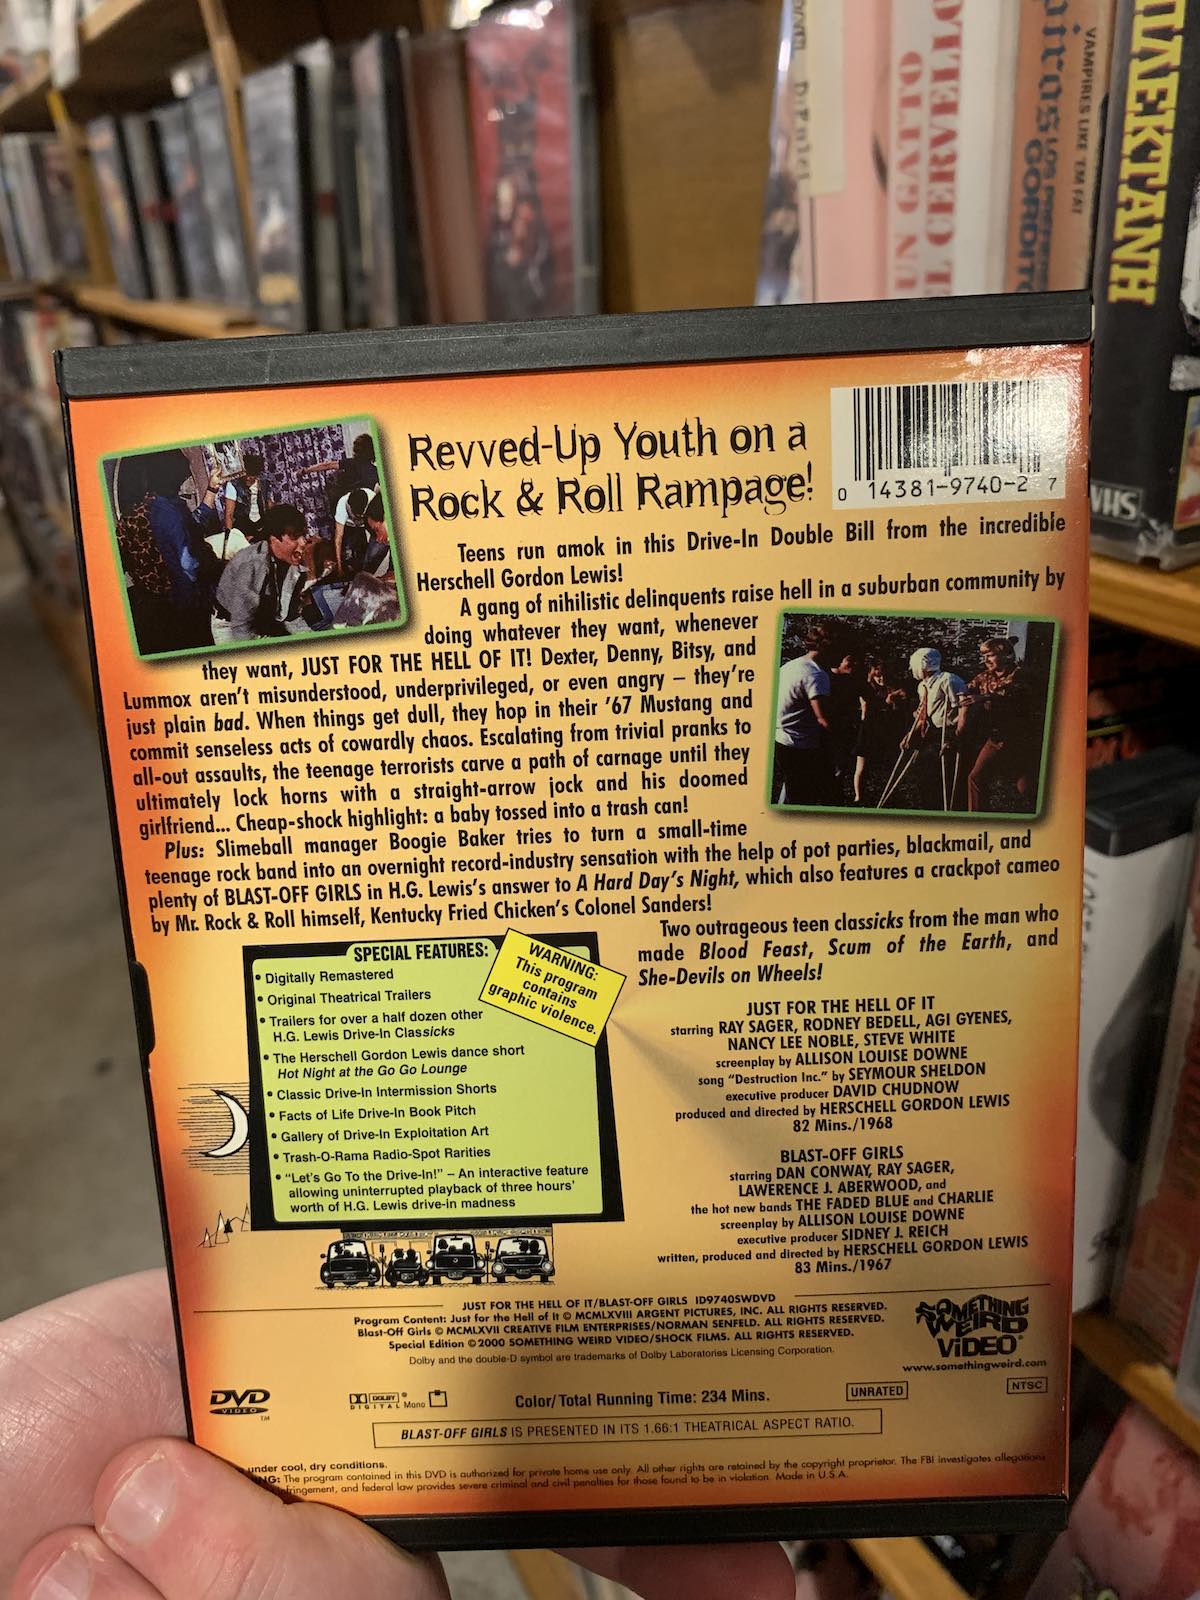 UN GATTO
EL CERVELLO
VAMPIRES LIKE 'EM FAT
LOS
GORDIT
ΠΛΕΚΤΑΝΗ
VHS
Revved-Up Youth on a
Rock & Roll Rampage!
0 14381-9740-2 7
Teens run amok in this Drive-In Double Bill from the incredible
Herschell Gordon Lewis!
A gang of nihilistic delinquents raise hell in a suburban community by
doing whatever they want, whenever
they want, JUST FOR THE HELL OF IT! Dexter, Denny, Bitsy, and
Lummox aren't misunderstood, underprivileged, or even angry – they're
just plain bad. When things get dull, they hop in their '67 Mustang and
commit senseless acts of cowardly chaos. Escalating from trivial pranks to
all-out assaults, the teenage terrorists carve a path of carnage until they
ultimately lock horns with a straight-arrow jock and his doomed
girlfriend... Cheap-shock highlight: a baby tossed into a trash can!
Plus: Slimeball manager Boogie Baker tries to turn a small-time
teenage rock band into an overnight record-industry sensation with the help of pot parties, blackmail, and
plenty of BLAST-OFF GIRLS in H.G. Lewis's answer to A Hard Day's Night, which also features a crackpot cameo
by Mr. Rock & Roll himself, Kentucky Fried Chicken's Colonel Sanders!
Two outrageous teen classicks from the man who
made Blood Feast, Scum of the Earth, and
She-Devils on Wheels!
SPECIAL FEATURES:
• Digitally Remastered
• Original Theatrical Trailers
• Trailers for over a half dozen other
H.G. Lewis Drive-In Classicks
• The Herschell Gordon Lewis dance short
Hot Night at the Go Go Lounge
• Classic Drive-In Intermission Shorts
• Facts of Life Drive-In Book Pitch
• Gallery of Drive-In Exploitation Art
• Trash-O-Rama Radio-Spot Rarities
• "Let's Go To the Drive-In!" – An interactive feature
allowing uninterrupted playback of three hours'
worth of H.G. Lewis drive-in madness
WARNING:
This program
contains
graphic violence.
JUST FOR THE HELL OF IT
starring RAY SAGER, RODNEY BEDELL, AGI GYENES,
NANCY LEE NOBLE, STEVE WHITE
screenplay by ALLISON LOUISE DOWNE
song "Destruction Inc." by SEYMOUR SHELDON
executive producer DAVID CHUDNOW
produced and directed by HERSCHELL GORDON LEWIS
82 Mins./1968
BLAST-OFF GIRLS
starring DAN CONWAY, RAY SAGER,
LAWERENCE J. ABERWOOD, and
the hot new bands THE FADED BLUE and CHARLIE
screenplay by ALLISON LOUISE DOWNE
executive producer SIDNEY J. REICH
written, produced and directed by HERSCHELL GORDON LEWIS
83 Mins./1967
JUST FOR THE HELL OF IT/BLAST-OFF GIRLS ID9740SWDVD
Program Content: Just for the Hell of It © MCMLXVIII ARGENT PICTURES, INC. ALL RIGHTS RESERVED.
Blast-Off Girls © MCMLXVII CREATIVE FILM ENTERPRISES/NORMAN SENFELD. ALL RIGHTS RESERVED.
Special Edition ©2000 SOMETHING WEIRD VIDEO/SHOCK FILMS. ALL RIGHTS RESERVED.
Dolby and the double-D symbol are trademarks of Dolby Laboratories Licensing Corporation.
SOMETHING
WEIRD
VIDEO®
www.somethingweird.com
DVD
VIDEO
TM
DOLBY ®
DIGITAL Mono
Color/Total Running Time: 234 Mins.
UNRATED
NTSC
BLAST-OFF GIRLS IS PRESENTED IN ITS 1.66:1 THEATRICAL ASPECT RATIO.
under cool, dry conditions.
NG: The program contained in this DVD is authorized for private home use only. All other rights are retained by the copyright proprietor. The FBI investigates allegations
infringement, and federal law provides severe criminal and civil penalties for those found to be in violation. Made in U.S.A.